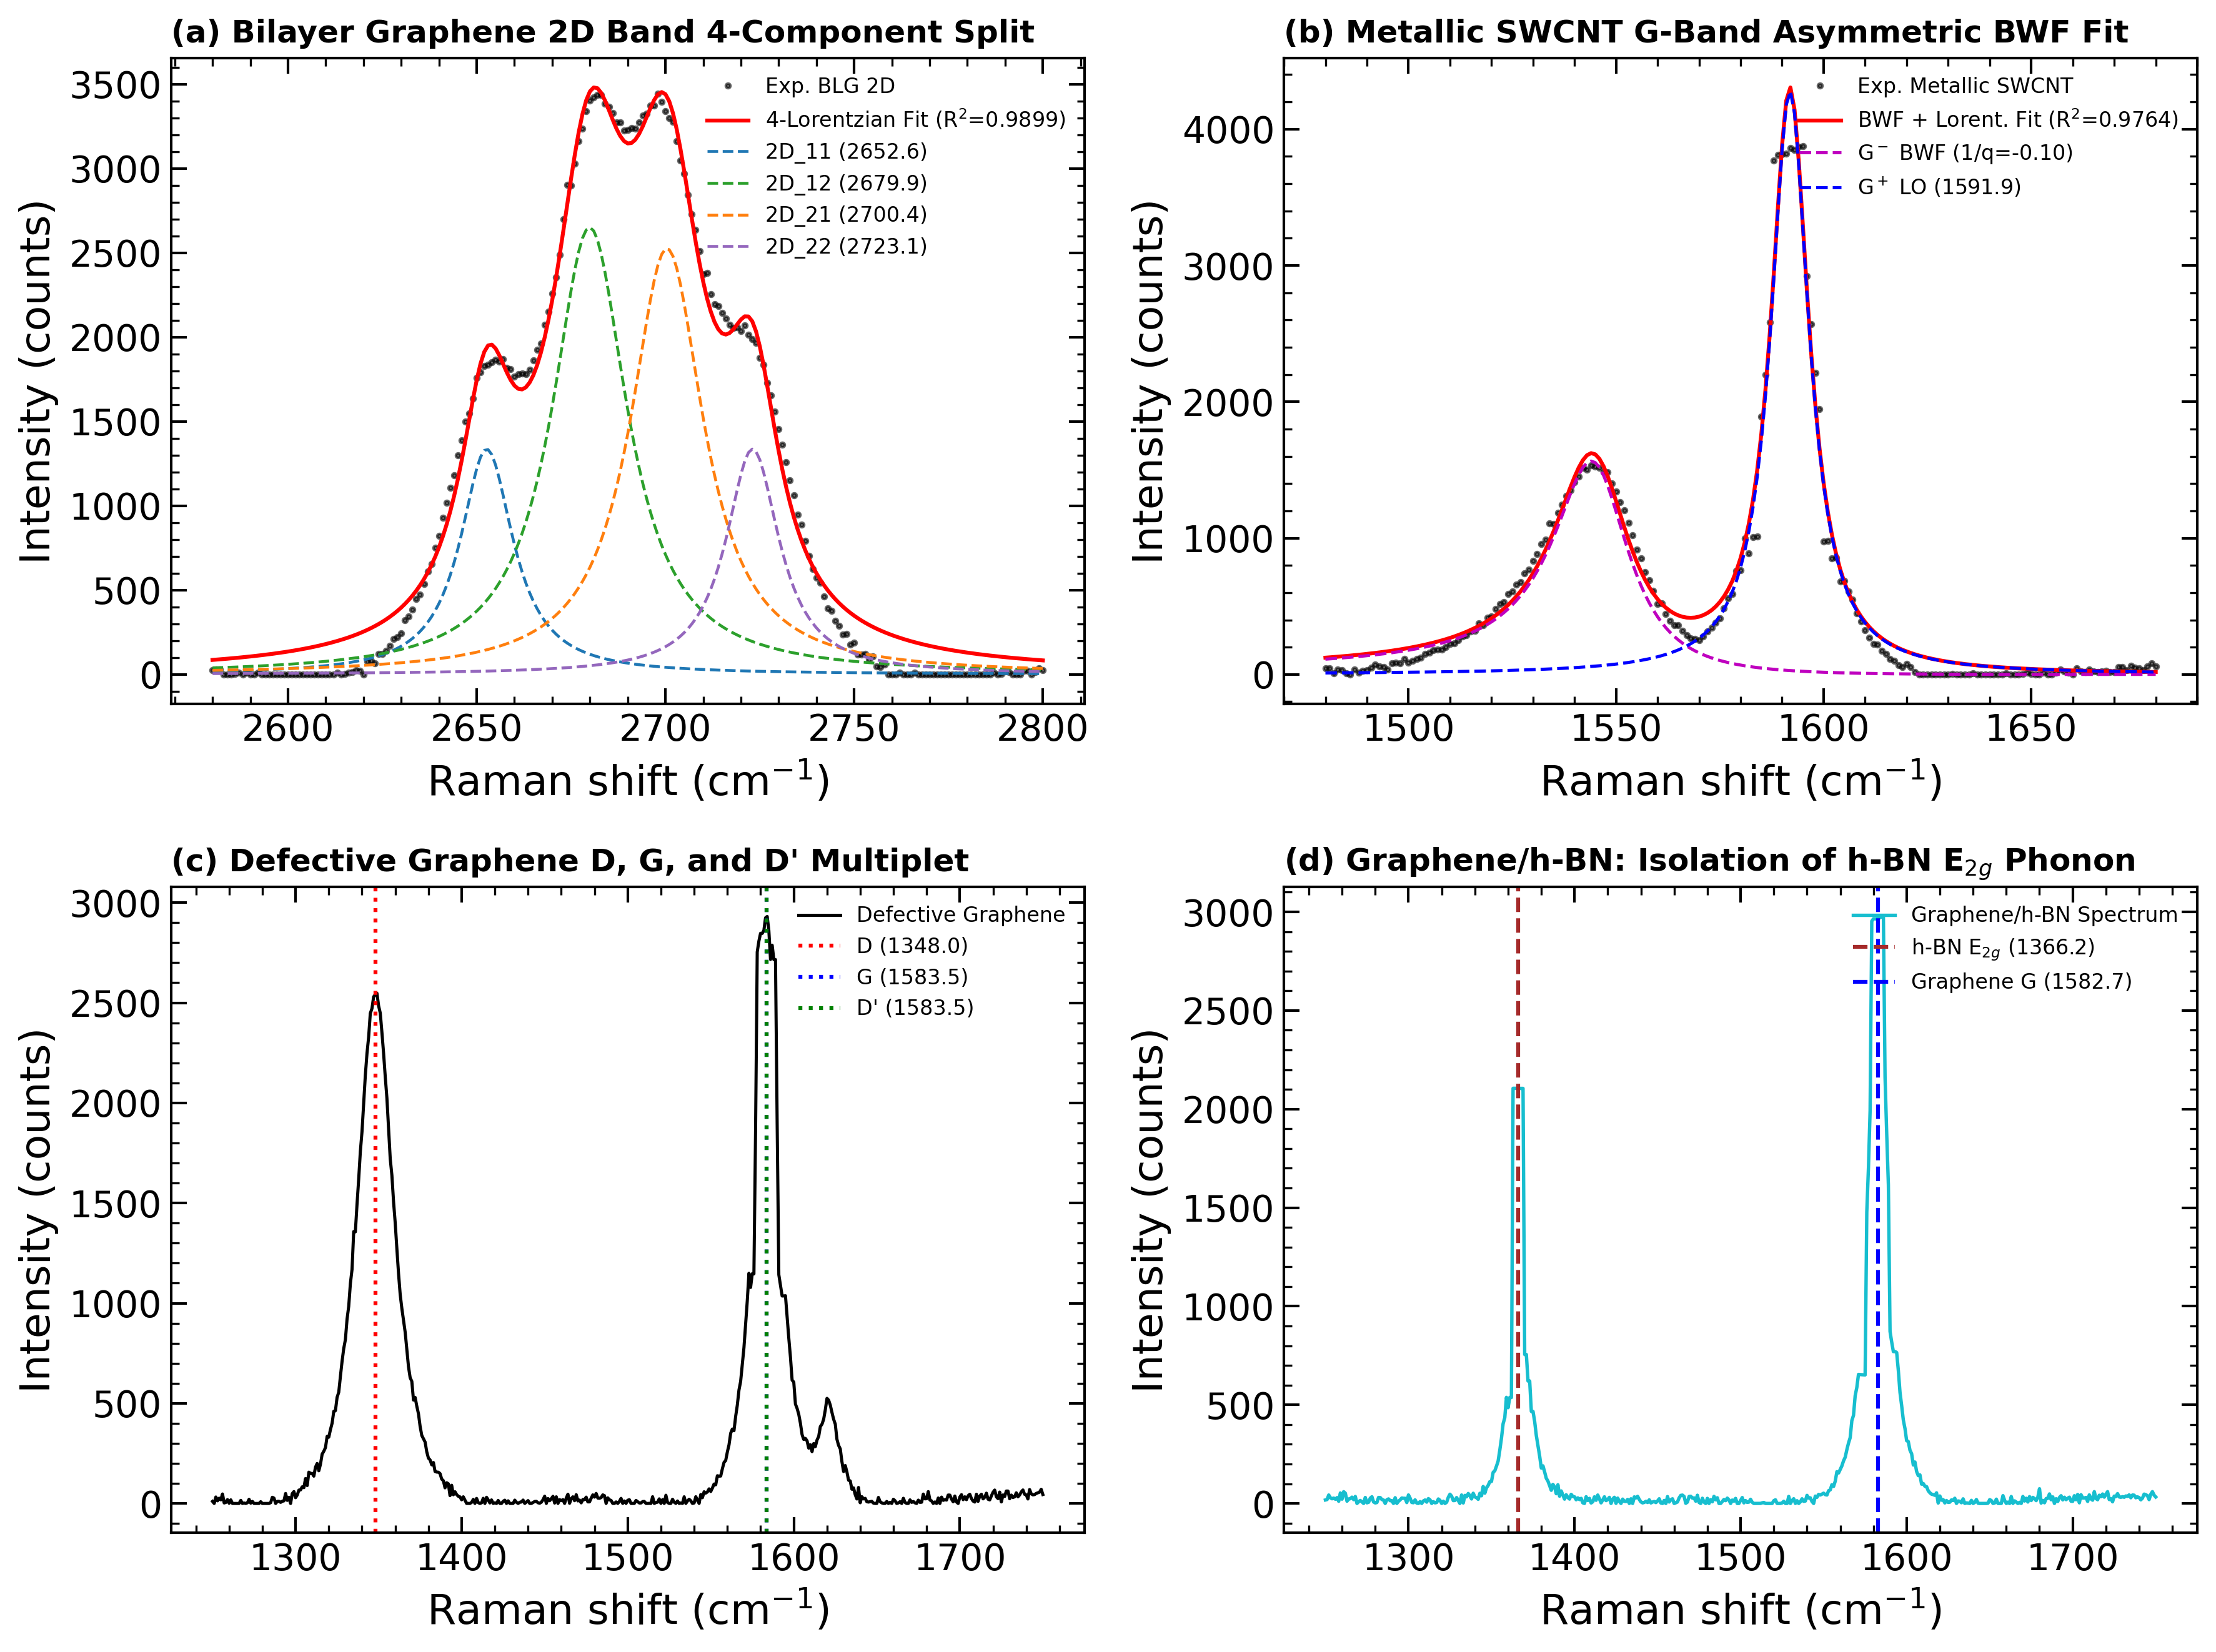 (a) Bilayer Graphene 2D Band 4-Component Split
Intensity (counts)
3500
3000
2500
2000
1500
1000
500
0
Exp. BLG 2D
4-Lorentzian Fit (R²=0.9899)
2D_11 (2652.6)
2D_12 (2679.9)
2D_21 (2700.4)
2D_22 (2723.1)
2600 2650 2700 2750 2800
Raman shift (cm⁻¹)
(b) Metallic SWCNT G-Band Asymmetric BWF Fit
Intensity (counts)
4000
3000
2000
1000
0
Exp. Metallic SWCNT
BWF + Lorent. Fit (R²=0.9764)
G⁻ BWF (1/q=-0.10)
G⁺ LO (1591.9)
1500 1550 1600 1650
Raman shift (cm⁻¹)
(c) Defective Graphene D, G, and D' Multiplet
Intensity (counts)
3000
2500
2000
1500
1000
500
0
Defective Graphene
D (1348.0)
G (1583.5)
D' (1583.5)
1300 1400 1500 1600 1700
Raman shift (cm⁻¹)
(d) Graphene/h-BN: Isolation of h-BN E₂g Phonon
Intensity (counts)
3000
2500
2000
1500
1000
500
0
Graphene/h-BN Spectrum
h-BN E₂g (1366.2)
Graphene G (1582.7)
1300 1400 1500 1600 1700
Raman shift (cm⁻¹)